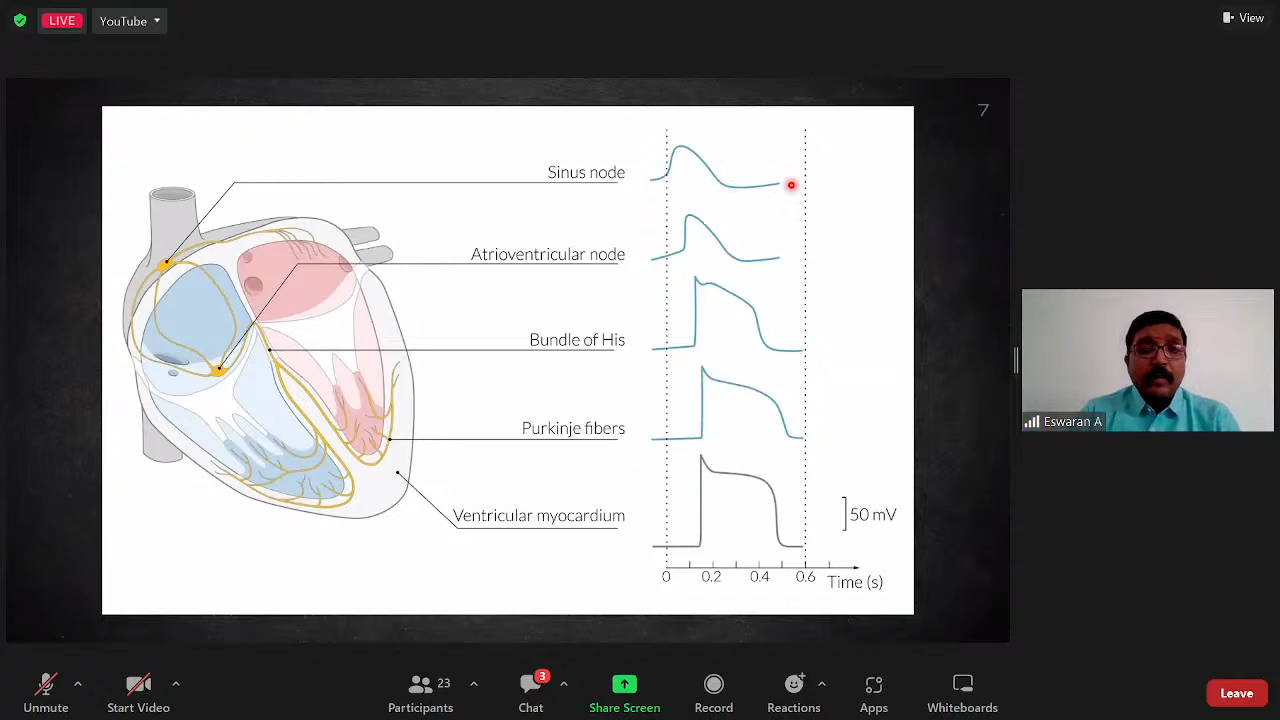 LIVE
YouTube
View
7
Sinus node
Atrioventricular node
Bundle of His
Purkinje fibers
Ventricular myocardium
50 mV
0 0.2 0.4 0.6
Time (s)
Eswaran A
Unmute
Start Video
23
Participants
3
Chat
Share Screen
Record
Reactions
Apps
Whiteboards
Leave